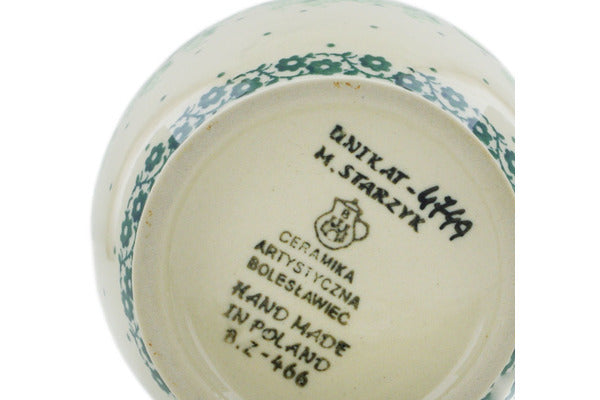 UNIKAT-4749
M. STARZYK
B
CERAMIKA
ARTYSTYCZNA
BOLESŁAWIEC
HAND MADE
IN POLAND
B.Z-466